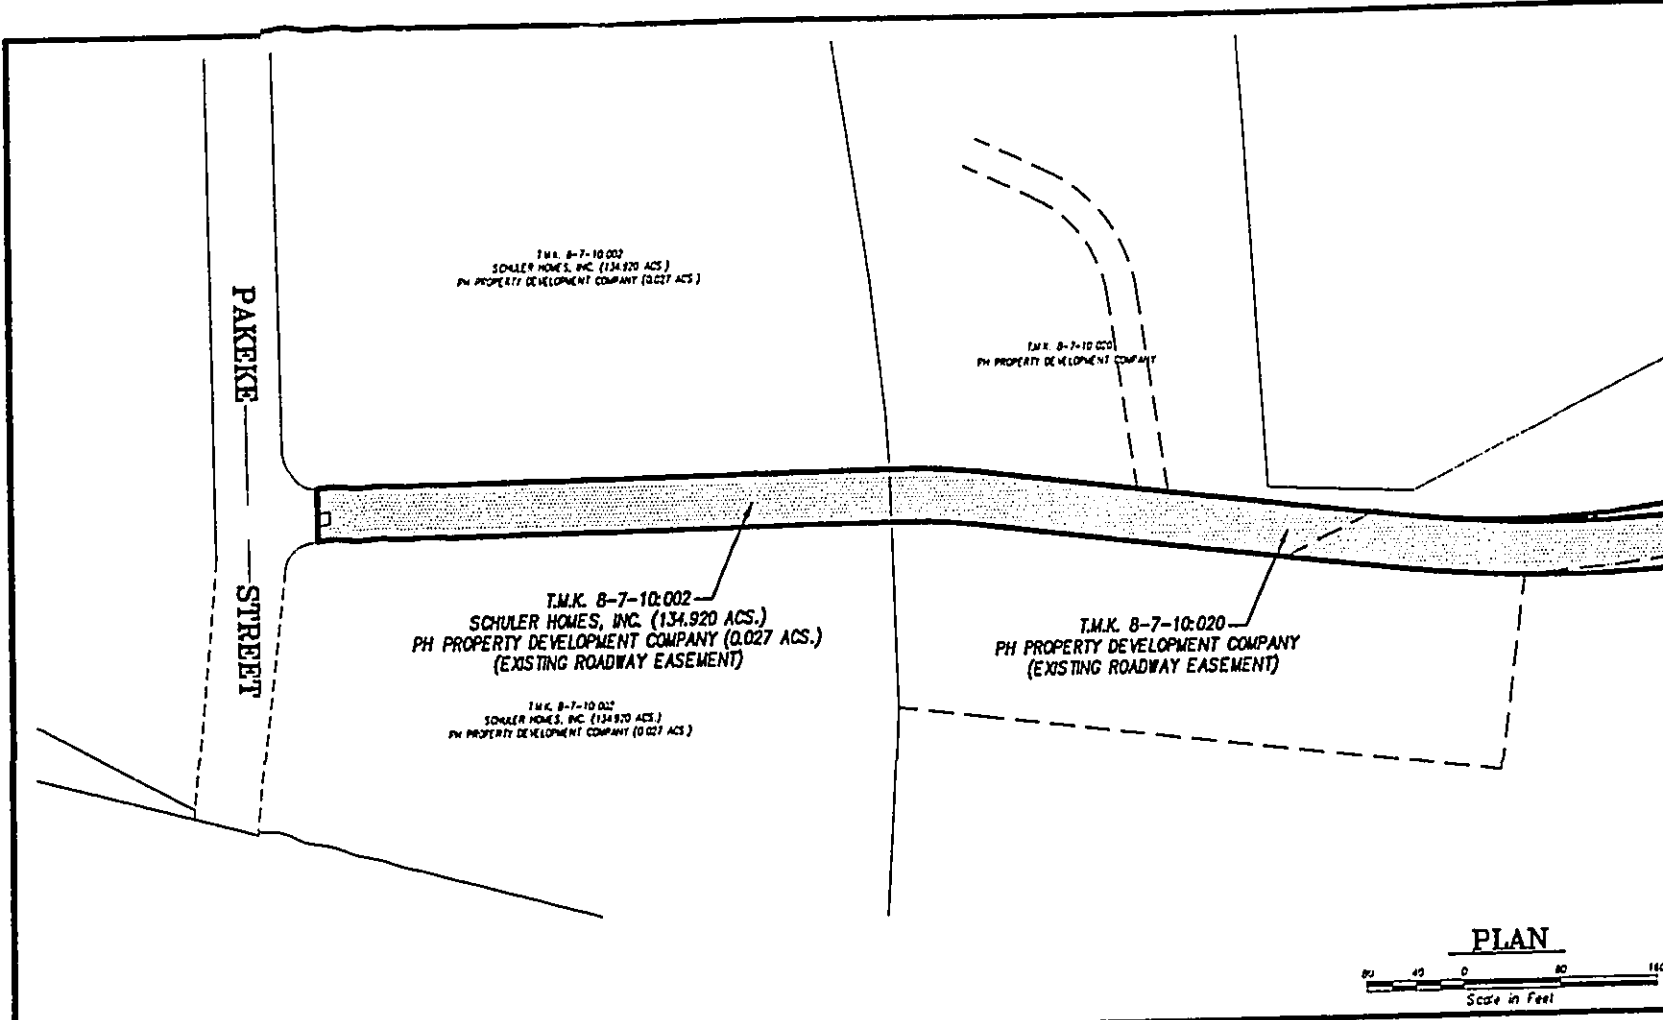 T.M.K. 8-7-10:002
SCHULER HOMES, INC. (134.920 ACS.)
PH PROPERTY DEVELOPMENT COMPANY (0.027 ACS.)
T.M.K. 8-7-10:020
PH PROPERTY DEVELOPMENT COMPANY
PAKEKE
STREET
T.M.K. 8-7-10:002
SCHULER HOMES, INC. (134.920 ACS.)
PH PROPERTY DEVELOPMENT COMPANY (0.027 ACS.)
(EXISTING ROADWAY EASEMENT)
T.M.K. 8-7-10:020
PH PROPERTY DEVELOPMENT COMPANY
(EXISTING ROADWAY EASEMENT)
T.M.K. 8-7-10:002
SCHULER HOMES, INC. (134.920 ACS.)
PH PROPERTY DEVELOPMENT COMPANY (0.027 ACS.)
PLAN
80 40 0 80 160
Scale in Feet